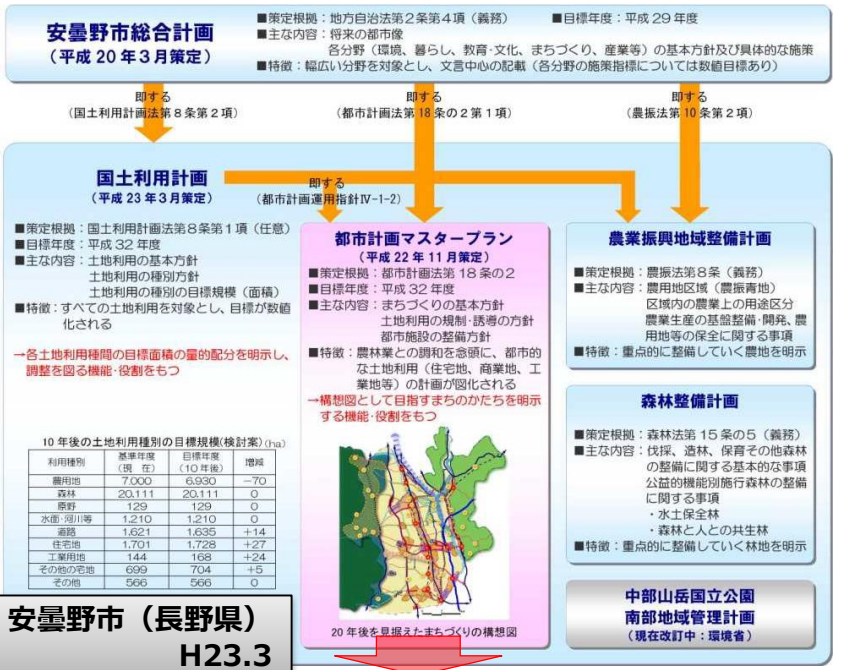 安曇野市総合計画
（平成20年3月策定）
■策定根拠：地方自治法第2条第4項（義務）　■目標年度：平成29年度
■主な内容：将来の都市像
各分野（環境、暮らし、教育・文化、まちづくり、産業等）の基本方針及び具体的な施策
■特徴：幅広い分野を対象とし、文言中心の記載（各分野の施策指標については数値目標あり）
即する
（国土利用計画法第8条第2項）
即する
（都市計画法第18条の2第1項）
即する
（農振法第10条第2項）
国土利用計画
（平成23年3月策定）
■策定根拠：国土利用計画法第8条第1項（任意）
■目標年度：平成32年度
■主な内容：土地利用の基本方針
土地利用の種別方針
土地利用の種別の目標規模（面積）
■特徴：すべての土地利用を対象とし、目標が数値
化される
→各土地利用種間の目標面積の量的配分を明示し、
調整を図る機能・役割をもつ
10年後の土地利用種別の目標規模(検討案) (ha)
利用種別　基準年度（現　在）　目標年度（10年後）　増減
農用地　7,000　6,930　−70
森林　20,111　20,111　0
原野　129　129　0
水面・河川等　1,210　1,210　0
道路　1,621　1,635　+14
住宅地　1,701　1,728　+27
工業用地　144　168　+24
その他の宅地　699　704　+5
その他　566　566　0
安曇野市（長野県）
H23.3
即する
（都市計画運用指針Ⅳ-1-2）
都市計画マスタープラン
（平成22年11月策定）
■策定根拠：都市計画法第18条の2
■目標年度：平成32年度
■主な内容：まちづくりの基本方針
土地利用の規制・誘導の方針
都市施設の整備方針
■特徴：農林業との調和を念頭に、都市的
な土地利用（住宅地、商業地、工
業地等）の計画が図化される
→構想図として目指すまちのかたちを明示
する機能・役割をもつ
20年後を見据えたまちづくりの構想図
農業振興地域整備計画
■策定根拠：農振法第8条（義務）
■主な内容：農用地区域（農振青地）
区域内の農業上の用途区分
農業生産の基盤整備・開発、農
用地等の保全に関する事項
■特徴：重点的に整備していく農地を明示
森林整備計画
■策定根拠：森林法第15条の5（義務）
■主な内容：伐採、造林、保育その他森林
の整備に関する基本的な事項
公益的機能別施行森林の整備
に関する事項
・水土保全林
・森林と人との共生林
■特徴：重点的に整備していく林地を明示
中部山岳国立公園
南部地域管理計画
（現在改訂中：環境省）